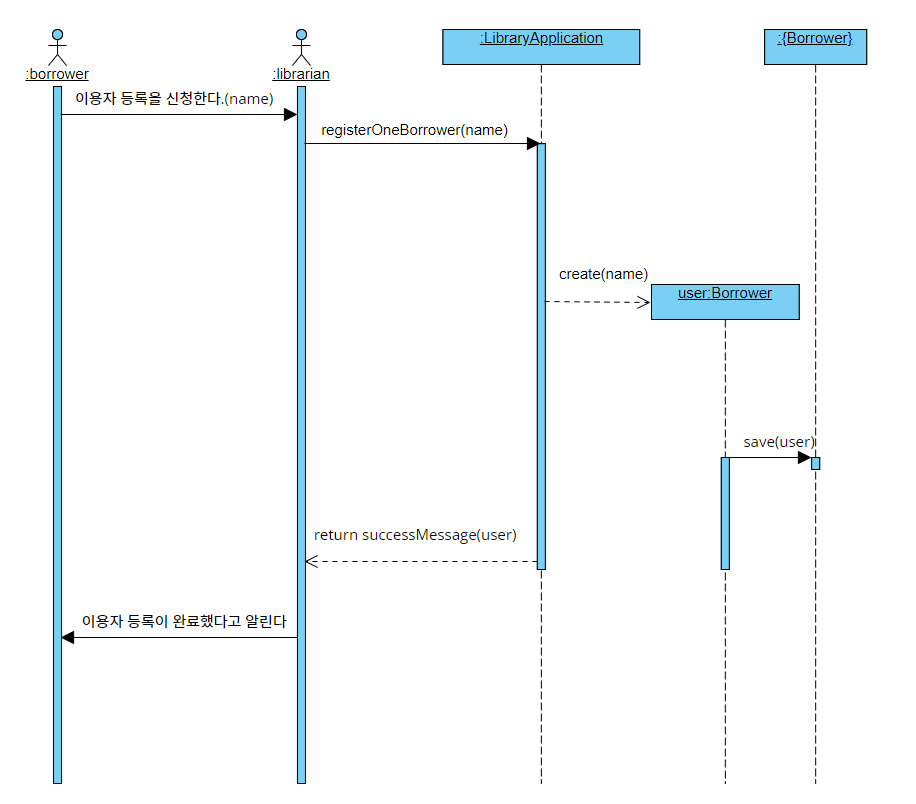 :LibraryApplication
:{Borrower}
:borrower
:librarian
이용자 등록을 신청한다.(name)
registerOneBorrower(name)
create(name)
user:Borrower
save(user)
return successMessage(user)
이용자 등록이 완료했다고 알린다